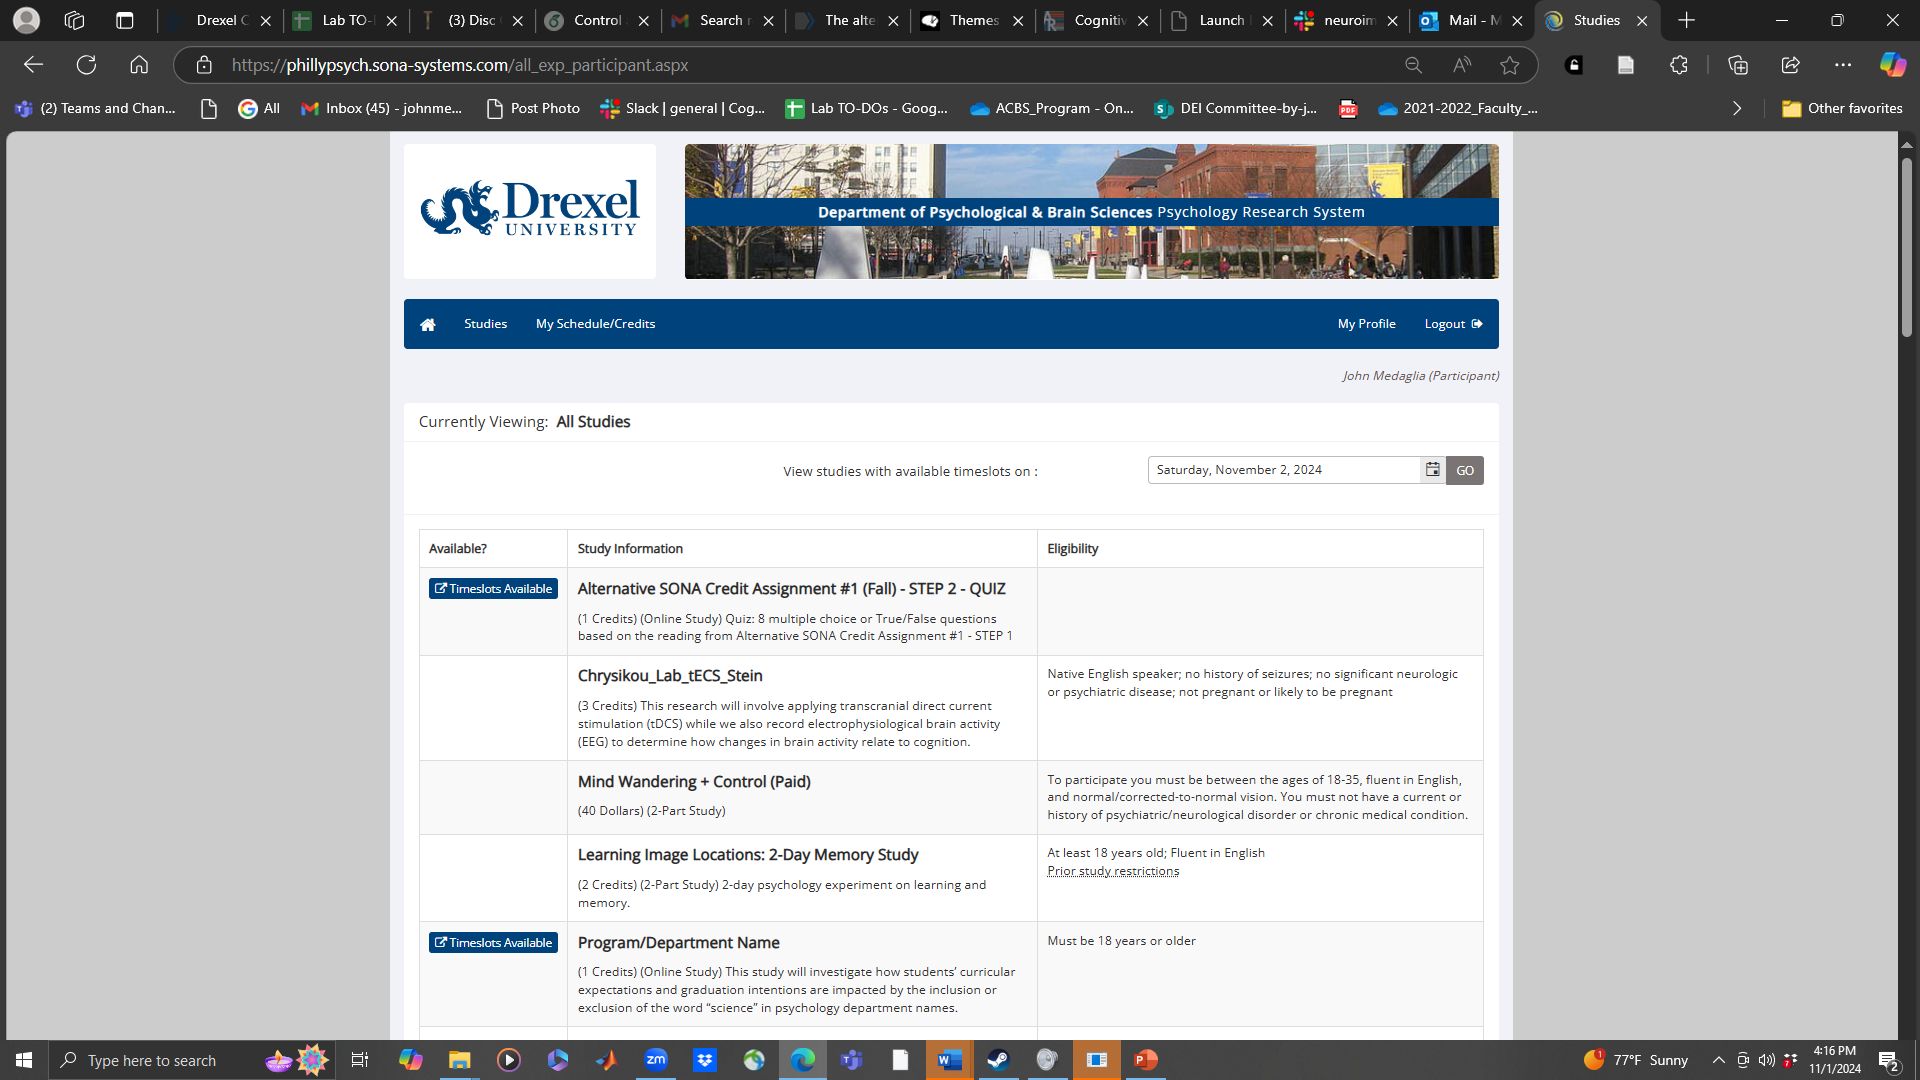 Drexel C
Lab TO-
(3) Disc
Control
Search r
The alte
Themes
Cognitiv
Launch
neuroim
Mail - M
Studies
https://phillypsych.sona-systems.com/all_exp_participant.aspx
(2) Teams and Chan...
All
Inbox (45) - johnme...
Post Photo
Slack | general | Cog...
Lab TO-DOs - Goog...
ACBS_Program - On...
DEI Committee-by-j...
PDF
2021-2022_Faculty_...
Other favorites
Drexel
UNIVERSITY
Department of Psychological & Brain Sciences Psychology Research System
Studies
My Schedule/Credits
My Profile
Logout
John Medaglia (Participant)
Currently Viewing: All Studies
View studies with available timeslots on :
Saturday, November 2, 2024
GO
Available?
Study Information
Eligibility
Timeslots Available
Alternative SONA Credit Assignment #1 (Fall) - STEP 2 - QUIZ
(1 Credits) (Online Study) Quiz: 8 multiple choice or True/False questions
based on the reading from Alternative SONA Credit Assignment #1 - STEP 1
Chrysikou_Lab_tECS_Stein
(3 Credits) This research will involve applying transcranial direct current
stimulation (tDCS) while we also record electrophysiological brain activity
(EEG) to determine how changes in brain activity relate to cognition.
Native English speaker; no history of seizures; no significant neurologic
or psychiatric disease; not pregnant or likely to be pregnant
Mind Wandering + Control (Paid)
(40 Dollars) (2-Part Study)
To participate you must be between the ages of 18-35, fluent in English,
and normal/corrected-to-normal vision. You must not have a current or
history of psychiatric/neurological disorder or chronic medical condition.
Learning Image Locations: 2-Day Memory Study
(2 Credits) (2-Part Study) 2-day psychology experiment on learning and
memory.
At least 18 years old; Fluent in English
Prior study restrictions
Timeslots Available
Program/Department Name
(1 Credits) (Online Study) This study will investigate how students’ curricular
expectations and graduation intentions are impacted by the inclusion or
exclusion of the word “science” in psychology department names.
Must be 18 years or older
Type here to search
zm
77°F Sunny
4:16 PM
11/1/2024
2